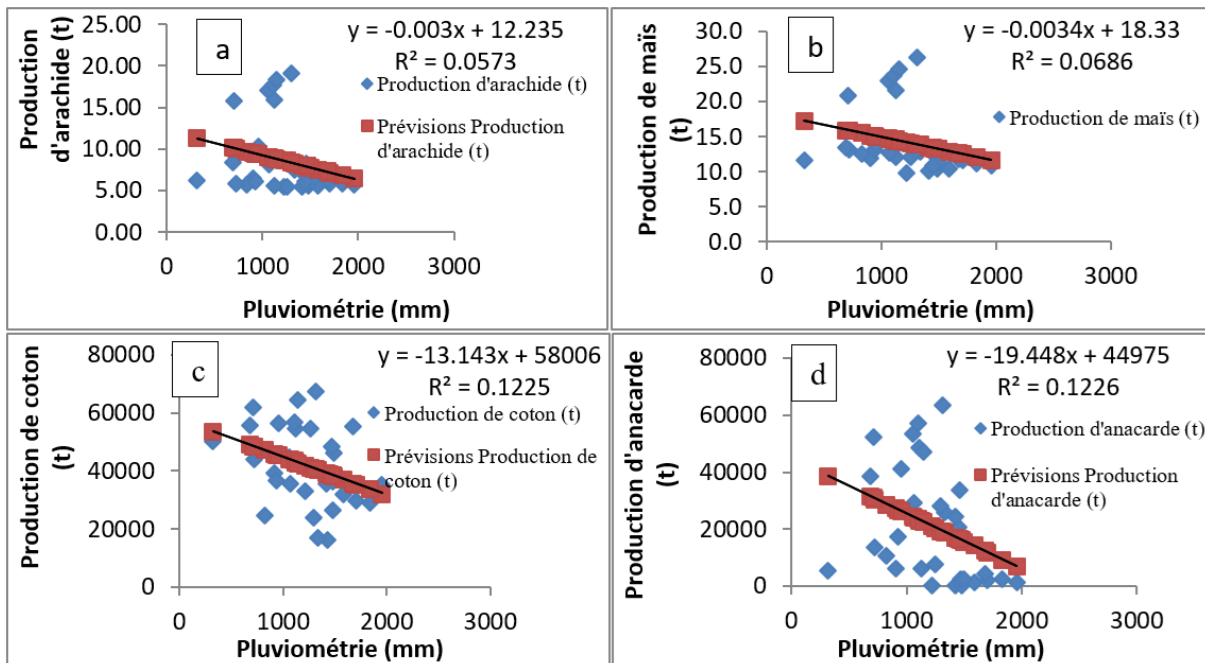 a
y = -0.003x + 12.235
R² = 0.0573
Production
d'arachide (t)
25.00
20.00
15.00
10.00
5.00
0.00
Production d'arachide (t)
Prévisions Production
d'arachide (t)
0
1000
2000
3000
Pluviométrie (mm)
b
y = -0.0034x + 18.33
R² = 0.0686
Production de maïs
(t)
30.0
25.0
20.0
15.0
10.0
5.0
0.0
Production de maïs (t)
0
1000
2000
3000
Pluviométrie (mm)
c
y = -13.143x + 58006
R² = 0.1225
Production de coton
(t)
80000
60000
40000
20000
0
Production de coton (t)
Prévisions Production de
coton (t)
0
1000
2000
3000
Pluviométrie (mm)
d
y = -19.448x + 44975
R² = 0.1226
Production d'anacarde
(t)
80000
60000
40000
20000
0
Production d'anacarde (t)
Prévisions Production
d'anacarde (t)
0
1000
2000
3000
Pluviométrie (mm)